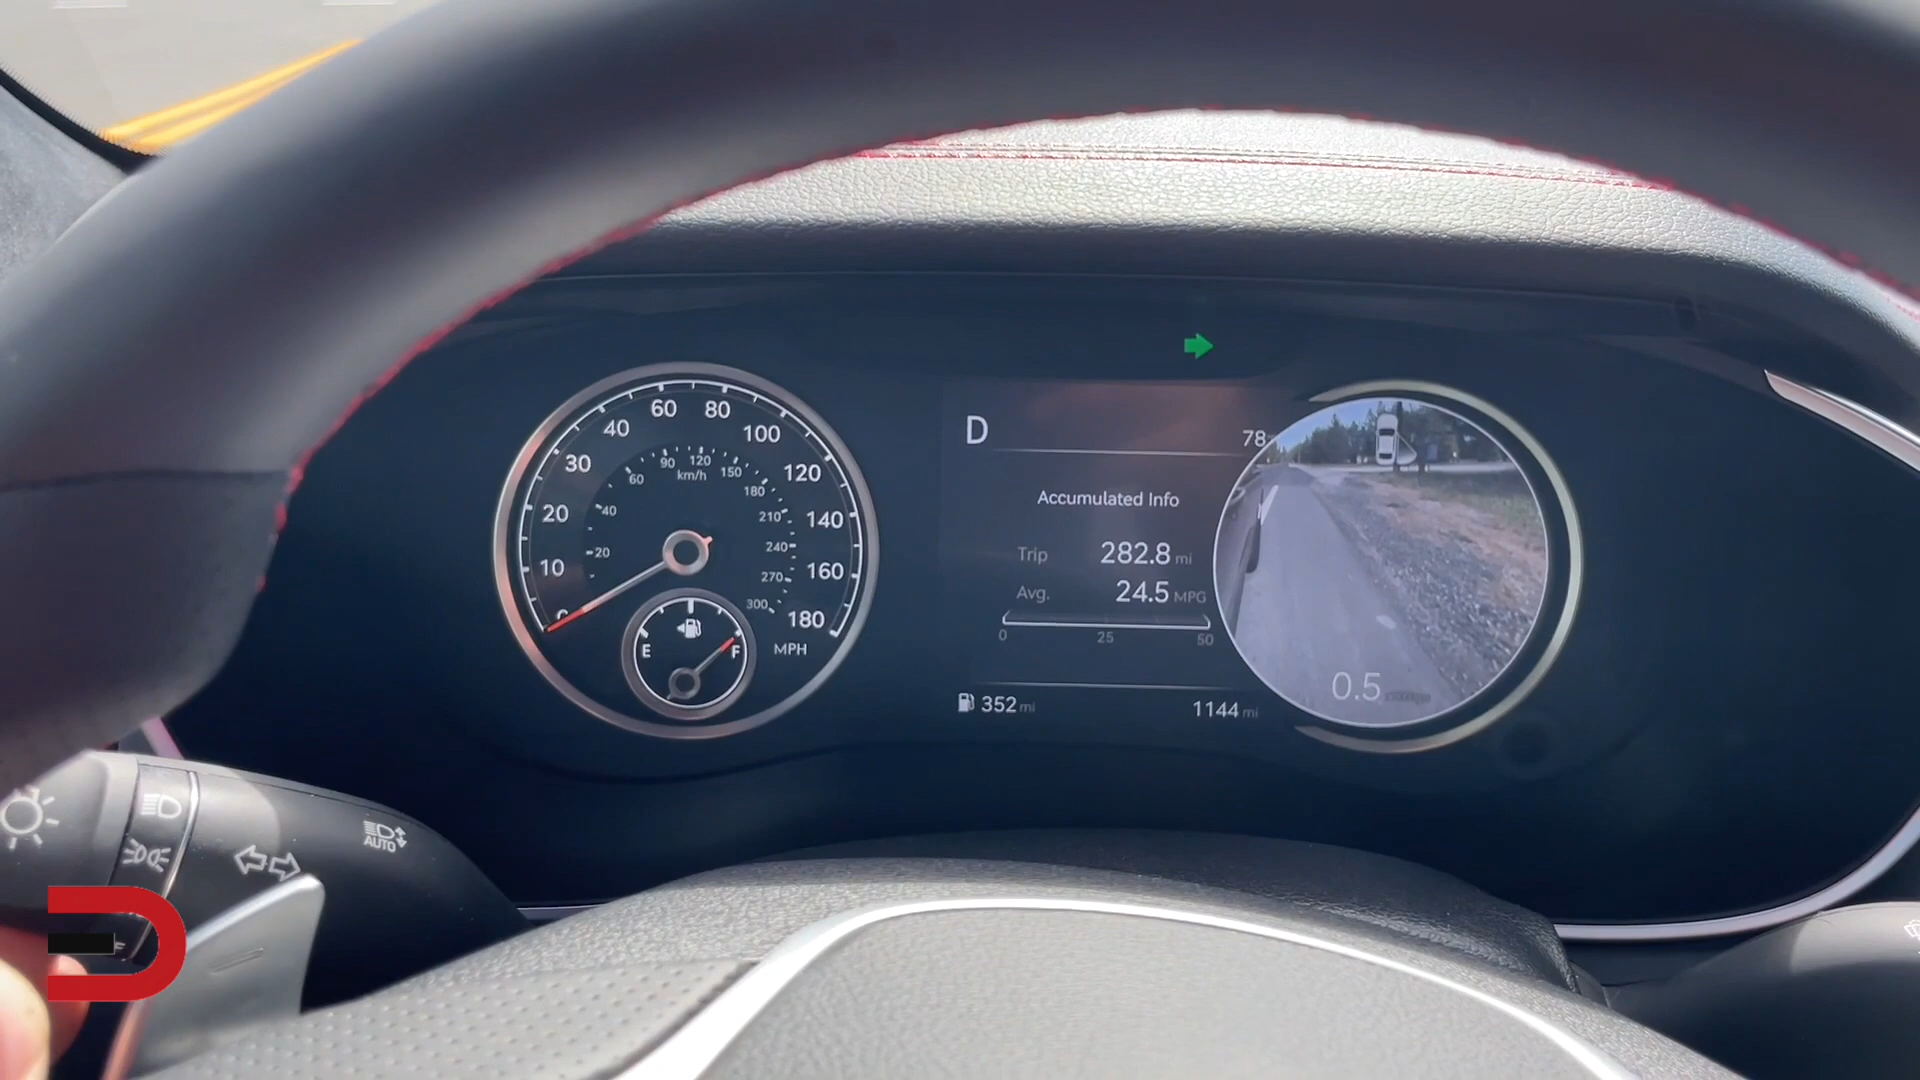 60 80
40 100
30 120
20 140
10 160
180
MPH
90 120 150
60 km/h 180
40 210
20 240
270
300
E F
D
78
Accumulated Info
Trip 282.8 mi
Avg. 24.5 MPG
0 25 50
352 mi
1144 mi
0.5
AUTO